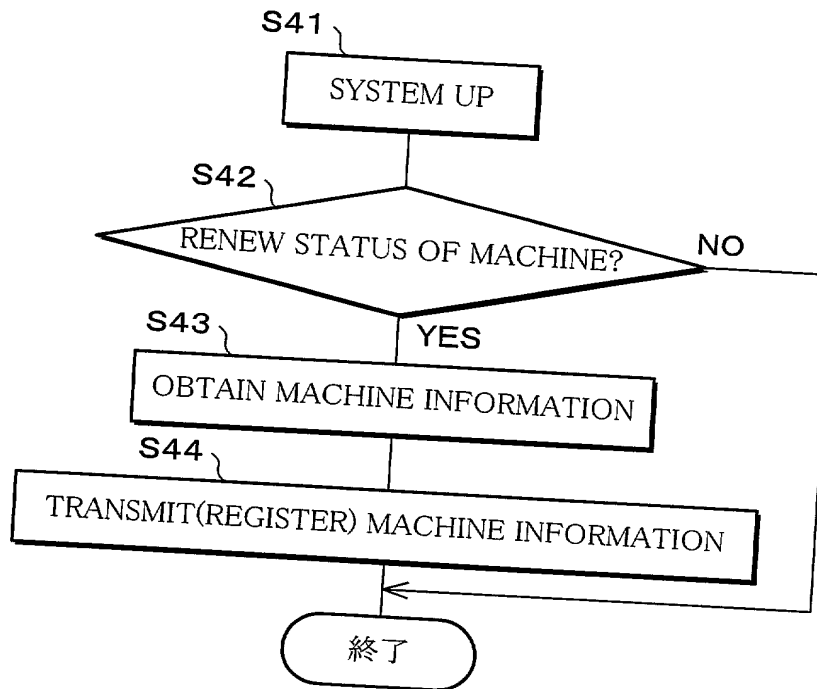 S41
SYSTEM UP
S42
RENEW STATUS OF MACHINE?
NO
YES
S43
OBTAIN MACHINE INFORMATION
S44
TRANSMIT(REGISTER) MACHINE INFORMATION
終了